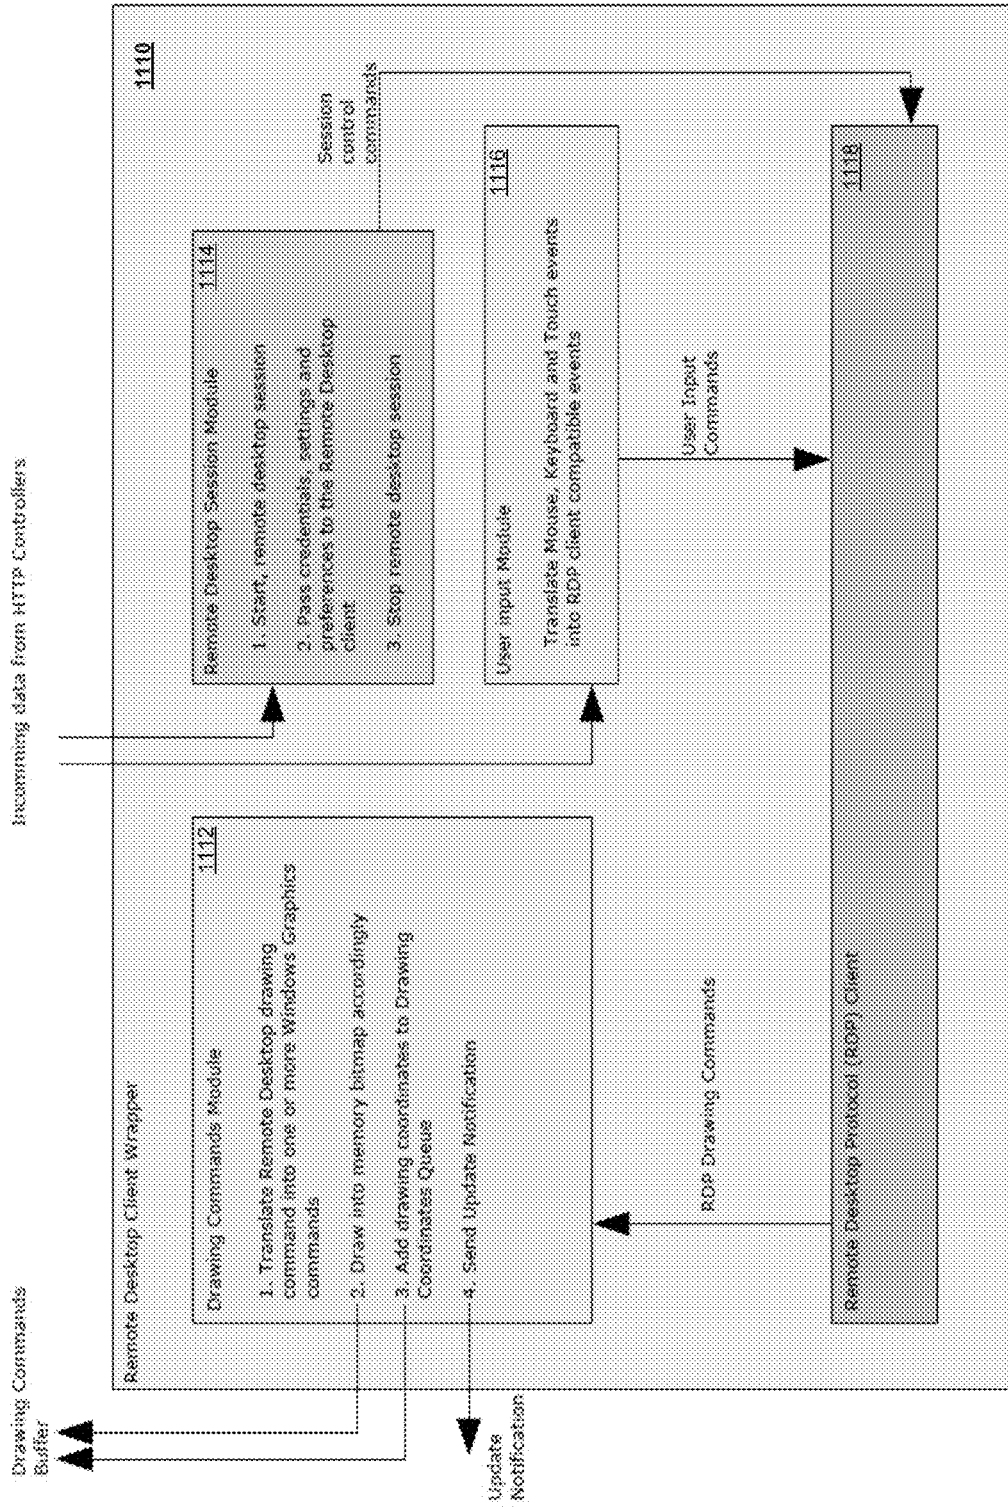 Drawing Commands
Buffer
Incomming data from HTTP Controllers
Remote Desktop Client Wrapper
1110
Drawing Commands Module
1112
1. Translate Remote Desktop drawing
command into one or more Windows Graphics
commands
2. Draw into memory bitmap accordingly
3. Add drawing coordinates to Drawing
Coordinates Queue
4. Send Update Notification
Update
Notification
Remote Desktop Session Module
1114
1. Start, remote desktop session
2. Pass credentials, settings and
preferences to the Remote Desktop
client
3. Stop remote desktop session
Session
control
commands
User input Module
1116
Translate Mouse, Keyboard and Touch events
into RDP client compatible events
RDP Drawing Commands
User Input
Commands
Remote Desktop Protocol (RDP) Client
1118